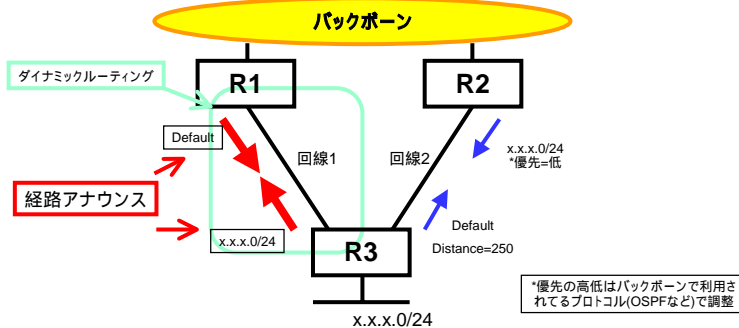 バックボーン
ダイナミックルーティング
R1
R2
Default
回線1
回線2
x.x.x.0/24
*優先=低
経路アナウンス
x.x.x.0/24
R3
Default
Distance=250
x.x.x.0/24
*優先の高低はバックボーンで利用さ
れてるプロトコル(OSPFなど)で調整